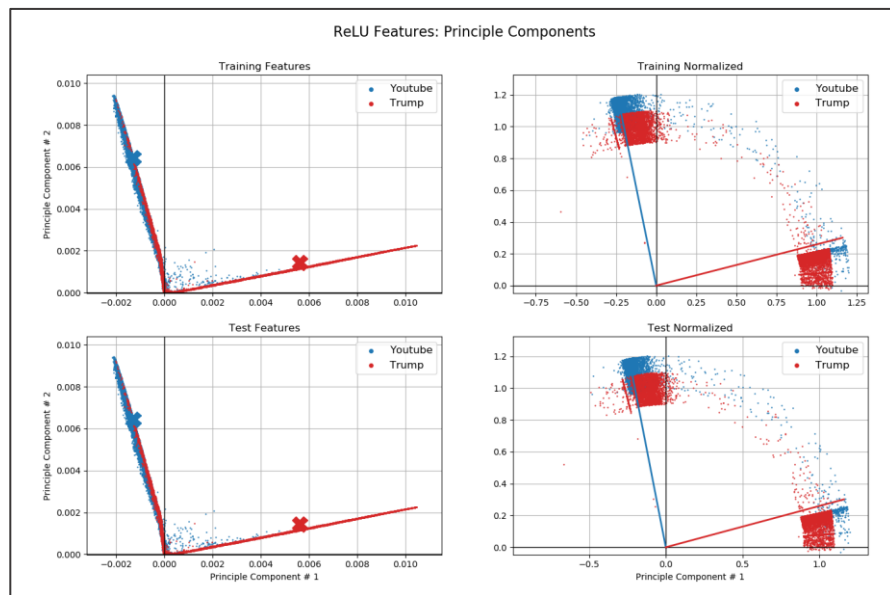 ReLU Features: Principle Components
Training Features
Youtube
Trump
Principle Component # 2
0.010
0.008
0.006
0.004
0.002
0.000
−0.002 0.000 0.002 0.004 0.006 0.008 0.010
Training Normalized
Youtube
Trump
1.2
1.0
0.8
0.6
0.4
0.2
0.0
−0.75 −0.50 −0.25 0.00 0.25 0.50 0.75 1.00 1.25
Test Features
Youtube
Trump
Principle Component # 2
0.010
0.008
0.006
0.004
0.002
0.000
−0.002 0.000 0.002 0.004 0.006 0.008 0.010
Principle Component # 1
Test Normalized
Youtube
Trump
1.2
1.0
0.8
0.6
0.4
0.2
0.0
−0.5 0.0 0.5 1.0
Principle Component # 1